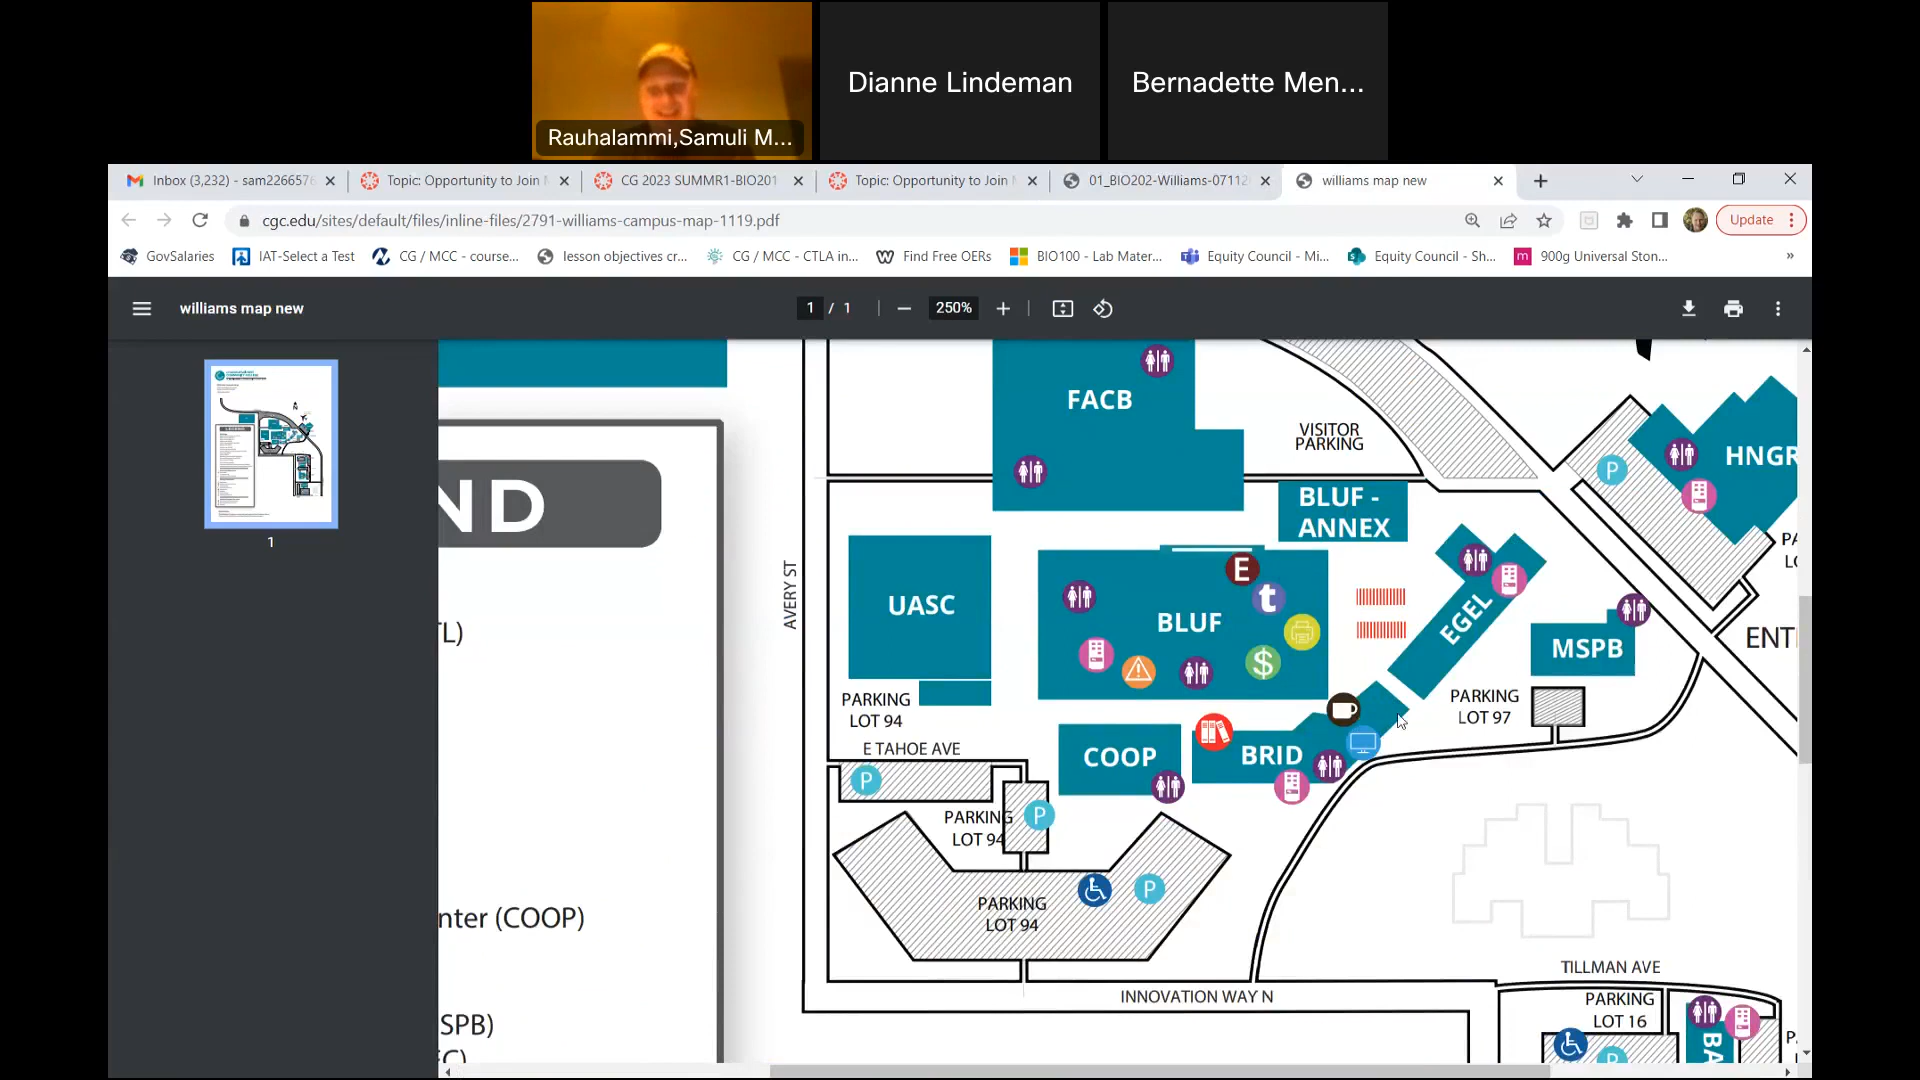 Dianne Lindeman
Bernadette Men...
Rauhalammi,Samuli M...
Inbox (3,232) - sam2266576
Topic: Opportunity to Join
CG 2023 SUMMR1-BIO201
Topic: Opportunity to Join
01_BIO202-Williams-0711
williams map new
cgc.edu/sites/default/files/inline-files/2791-williams-campus-map-1119.pdf
Update
GovSalaries
IAT-Select a Test
CG / MCC - course...
lesson objectives cr...
CG / MCC - CTLA in...
Find Free OERs
BIO100 - Lab Mater...
Equity Council - Mi...
Equity Council - Sh...
900g Universal Ston...
»
williams map new
1 / 1
250%
1
ND
TL)
nter (COOP)
SPB)
C)
FACB
VISITOR
PARKING
HNGR
P
BLUF -
ANNEX
AVERY ST
UASC
E
t
BLUF
$
EGEL
MSPB
ENT
PARKING
LOT 94
PARKING
LOT 97
E TAHOE AVE
COOP
BRID
P
PARKING
LOT 94
P
PARKING
LOT 94
P
TILLMAN AVE
INNOVATION WAY N
PARKING
LOT 16
P
BA